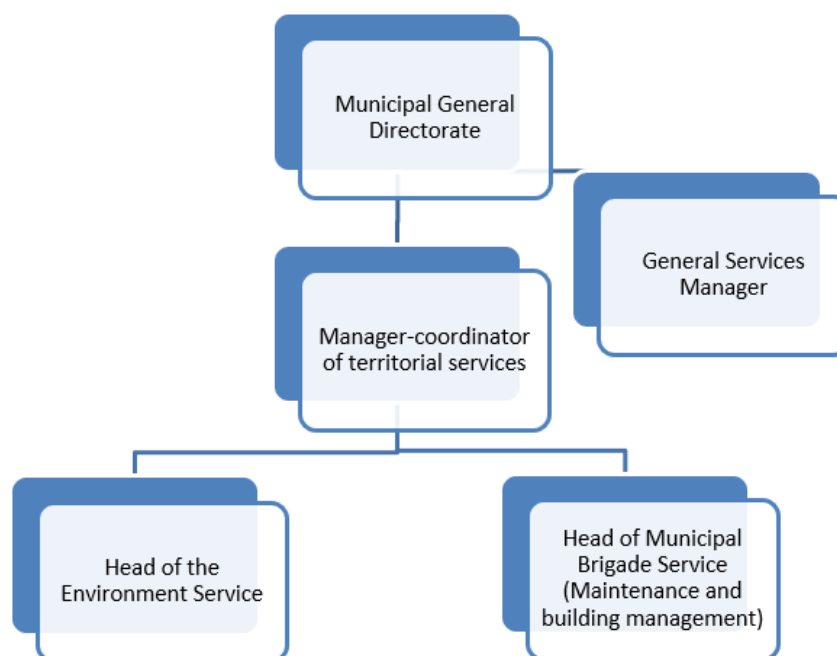 Municipal General
Directorate
General Services
Manager
Manager-coordinator
of territorial services
Head of the
Environment Service
Head of Municipal
Brigade Service
(Maintenance and
building management)